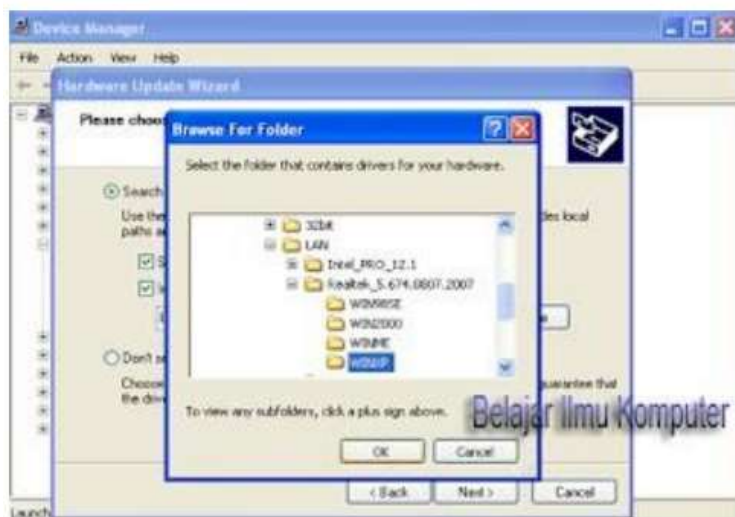 Device Manager
File Action View Help
Hardware Update Wizard
Please choo
Browse For Folder
Select the folder that contains drivers for your hardware.
Search
Use the
des local
paths a
32bit
LAN
Intel_PRO_12.1
Realtek_5.674.0807.2007
WIN98SE
WIN2000
WINME
WINXP
Don't se
Choose
guarantee that
the drive
To view any subfolders, click a plus sign above.
Belajar Ilmu Komputer
OK Cancel
< Back Next > Cancel
Launch